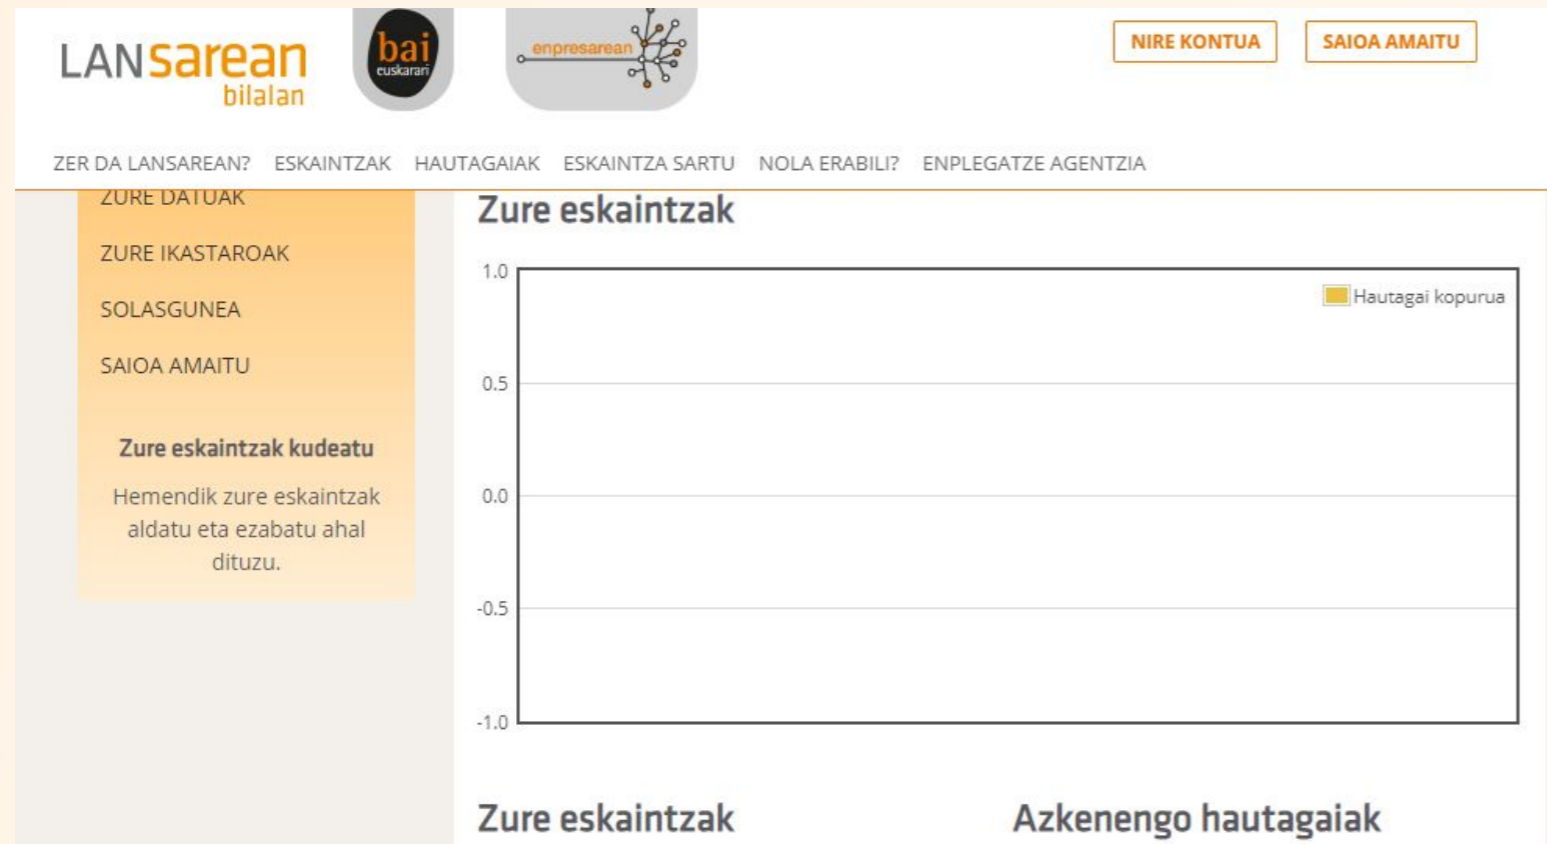 LANsarean
bilalan
bai
euskarari
enpresarean
NIRE KONTUA
SAIOA AMAITU
ZER DA LANSAREAN? ESKAINTZAK HAUTAGAIAK ESKAINTZA SARTU NOLA ERABILI? ENPLEGATZE AGENTZIA
ZURE DATUAK
ZURE IKASTAROAK
SOLASGUNEA
SAIOA AMAITU
Zure eskaintzak kudeatu
Hemendik zure eskaintzak
aldatu eta ezabatu ahal
dituzu.
Zure eskaintzak
1.0
0.5
0.0
-0.5
-1.0
Hautagai kopurua
Zure eskaintzak
Azkenengo hautagaiak